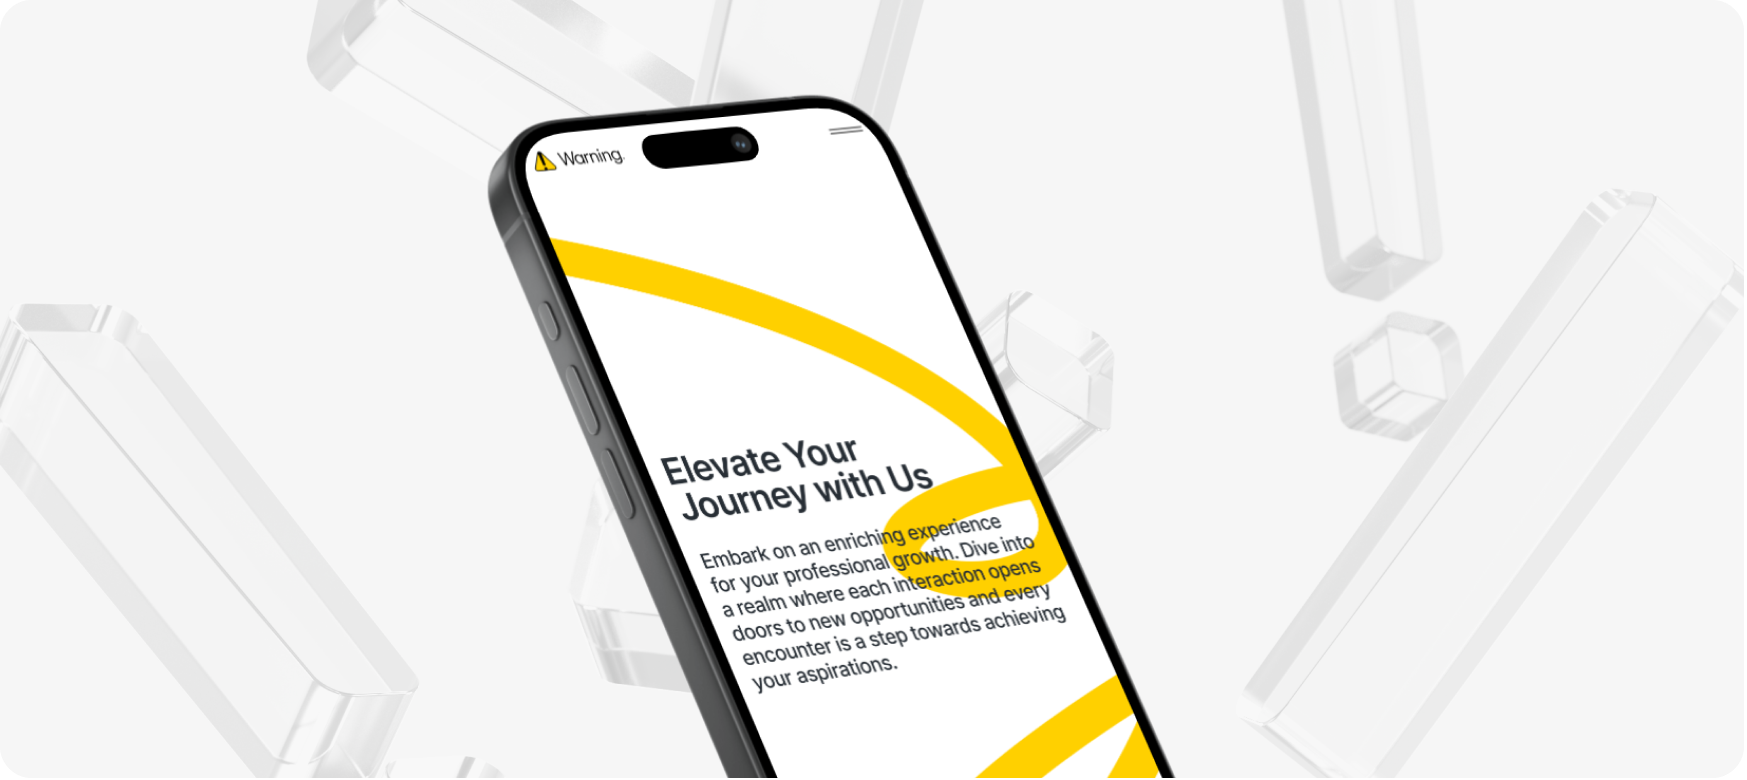 Warning.
Elevate Your
Journey with Us
Embark on an enriching experience
for your professional growth. Dive into
a realm where each interaction opens
doors to new opportunities and every
encounter is a step towards achieving
your aspirations.